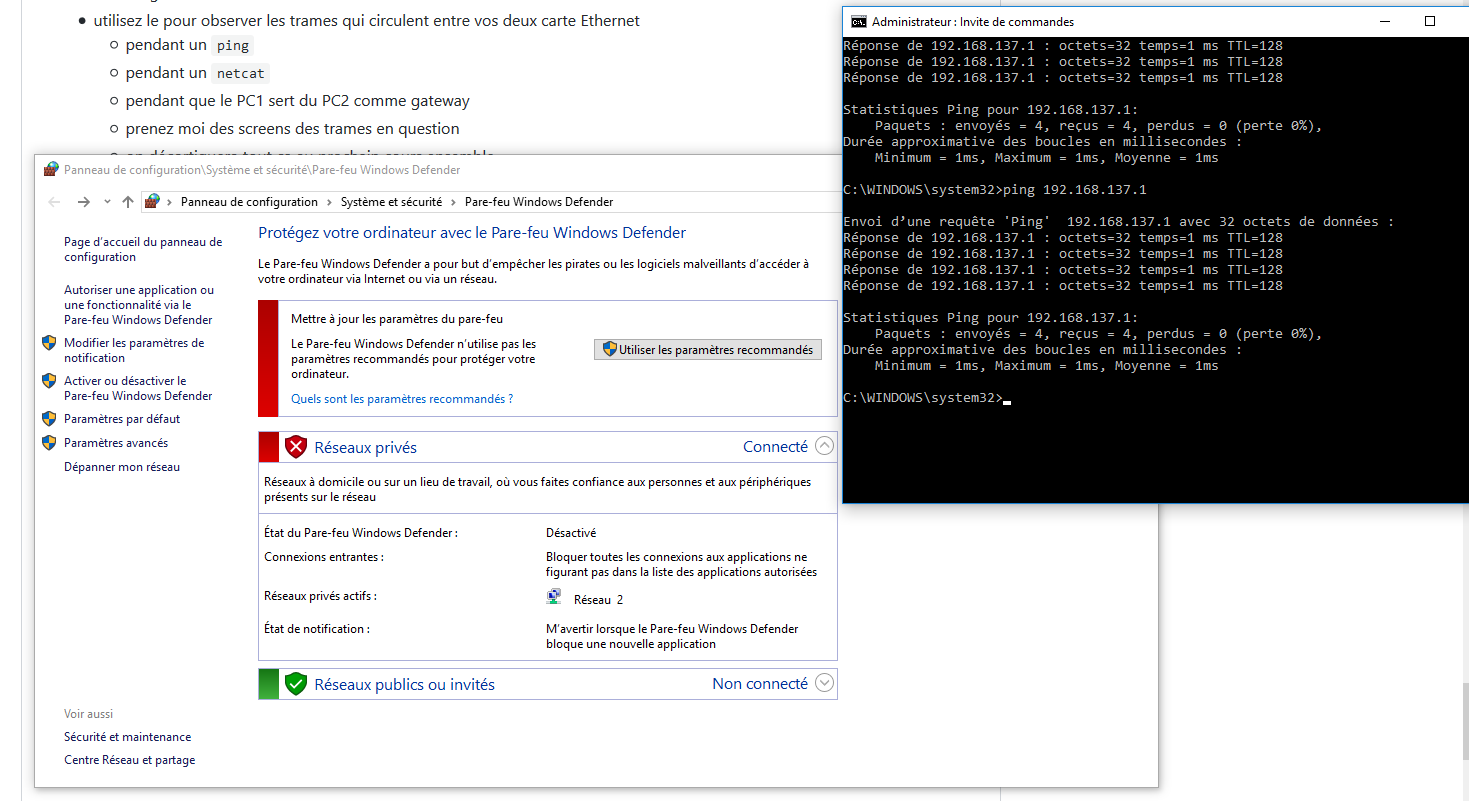 utilisez le pour observer les trames qui circulent entre vos deux carte Ethernet
pendant un ping
pendant un netcat
pendant que le PC1 sert du PC2 comme gateway
prenez moi des screens des trames en question
Panneau de configuration\Système et sécurité\Pare-feu Windows Defender
Panneau de configuration > Système et sécurité > Pare-feu Windows Defender
Page d'accueil du panneau de
configuration
Autoriser une application ou
une fonctionnalité via le
Pare-feu Windows Defender
Modifier les paramètres de
notification
Activer ou désactiver le
Pare-feu Windows Defender
Paramètres par défaut
Paramètres avancés
Dépanner mon réseau
Voir aussi
Sécurité et maintenance
Centre Réseau et partage
Protégez votre ordinateur avec le Pare-feu Windows Defender
Le Pare-feu Windows Defender a pour but d'empêcher les pirates ou les logiciels malveillants d'accéder à
votre ordinateur via Internet ou via un réseau.
Mettre à jour les paramètres du pare-feu
Le Pare-feu Windows Defender n'utilise pas les
paramètres recommandés pour protéger votre
ordinateur.
Utiliser les paramètres recommandés
Quels sont les paramètres recommandés ?
Réseaux privés Connecté
Réseaux à domicile ou sur un lieu de travail, où vous faites confiance aux personnes et aux périphériques
présents sur le réseau
État du Pare-feu Windows Defender : Désactivé
Connexions entrantes : Bloquer toutes les connexions aux applications ne
figurant pas dans la liste des applications autorisées
Réseaux privés actifs : Réseau 2
État de notification : M'avertir lorsque le Pare-feu Windows Defender
bloque une nouvelle application
Réseaux publics ou invités Non connecté
Administrateur : Invite de commandes
Réponse de 192.168.137.1 : octets=32 temps=1 ms TTL=128
Réponse de 192.168.137.1 : octets=32 temps=1 ms TTL=128
Réponse de 192.168.137.1 : octets=32 temps=1 ms TTL=128
Statistiques Ping pour 192.168.137.1:
Paquets : envoyés = 4, reçus = 4, perdus = 0 (perte 0%),
Durée approximative des boucles en millisecondes :
Minimum = 1ms, Maximum = 1ms, Moyenne = 1ms
C:\WINDOWS\system32>ping 192.168.137.1
Envoi d'une requête 'Ping'  192.168.137.1 avec 32 octets de données :
Réponse de 192.168.137.1 : octets=32 temps=1 ms TTL=128
Réponse de 192.168.137.1 : octets=32 temps=1 ms TTL=128
Réponse de 192.168.137.1 : octets=32 temps=1 ms TTL=128
Réponse de 192.168.137.1 : octets=32 temps=1 ms TTL=128
Statistiques Ping pour 192.168.137.1:
Paquets : envoyés = 4, reçus = 4, perdus = 0 (perte 0%),
Durée approximative des boucles en millisecondes :
Minimum = 1ms, Maximum = 1ms, Moyenne = 1ms
C:\WINDOWS\system32>